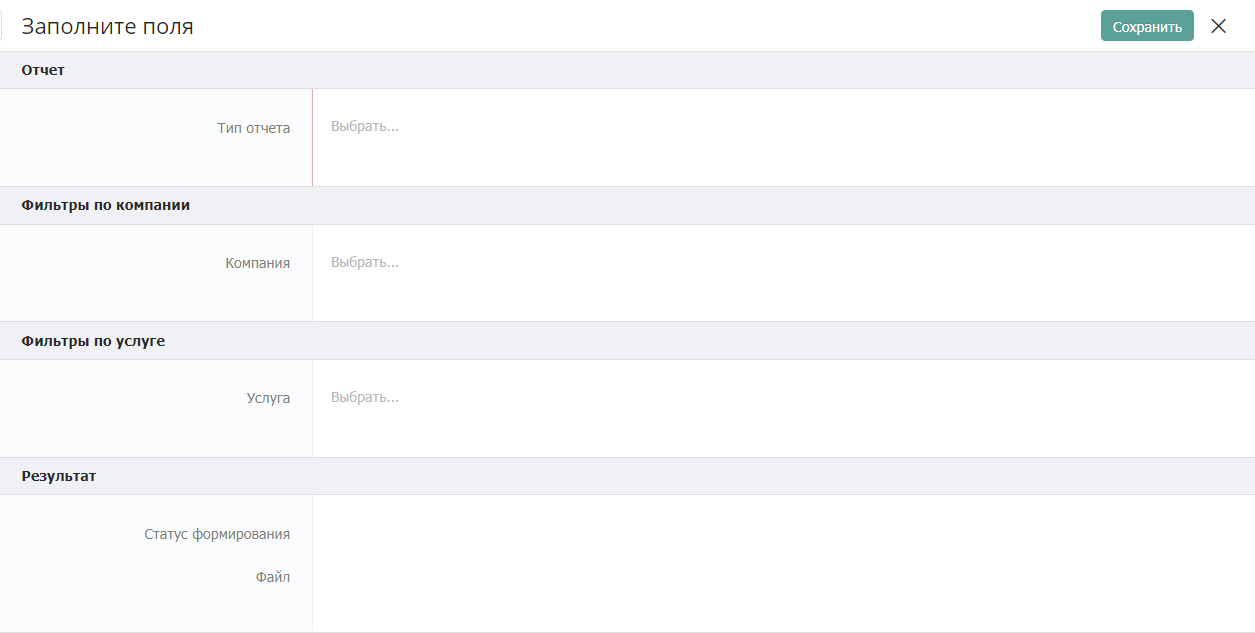 Заполните поля
Сохранить
Отчет
Тип отчета
Выбрать...
Фильтры по компании
Компания
Выбрать...
Фильтры по услуге
Услуга
Выбрать...
Результат
Статус формирования
Файл